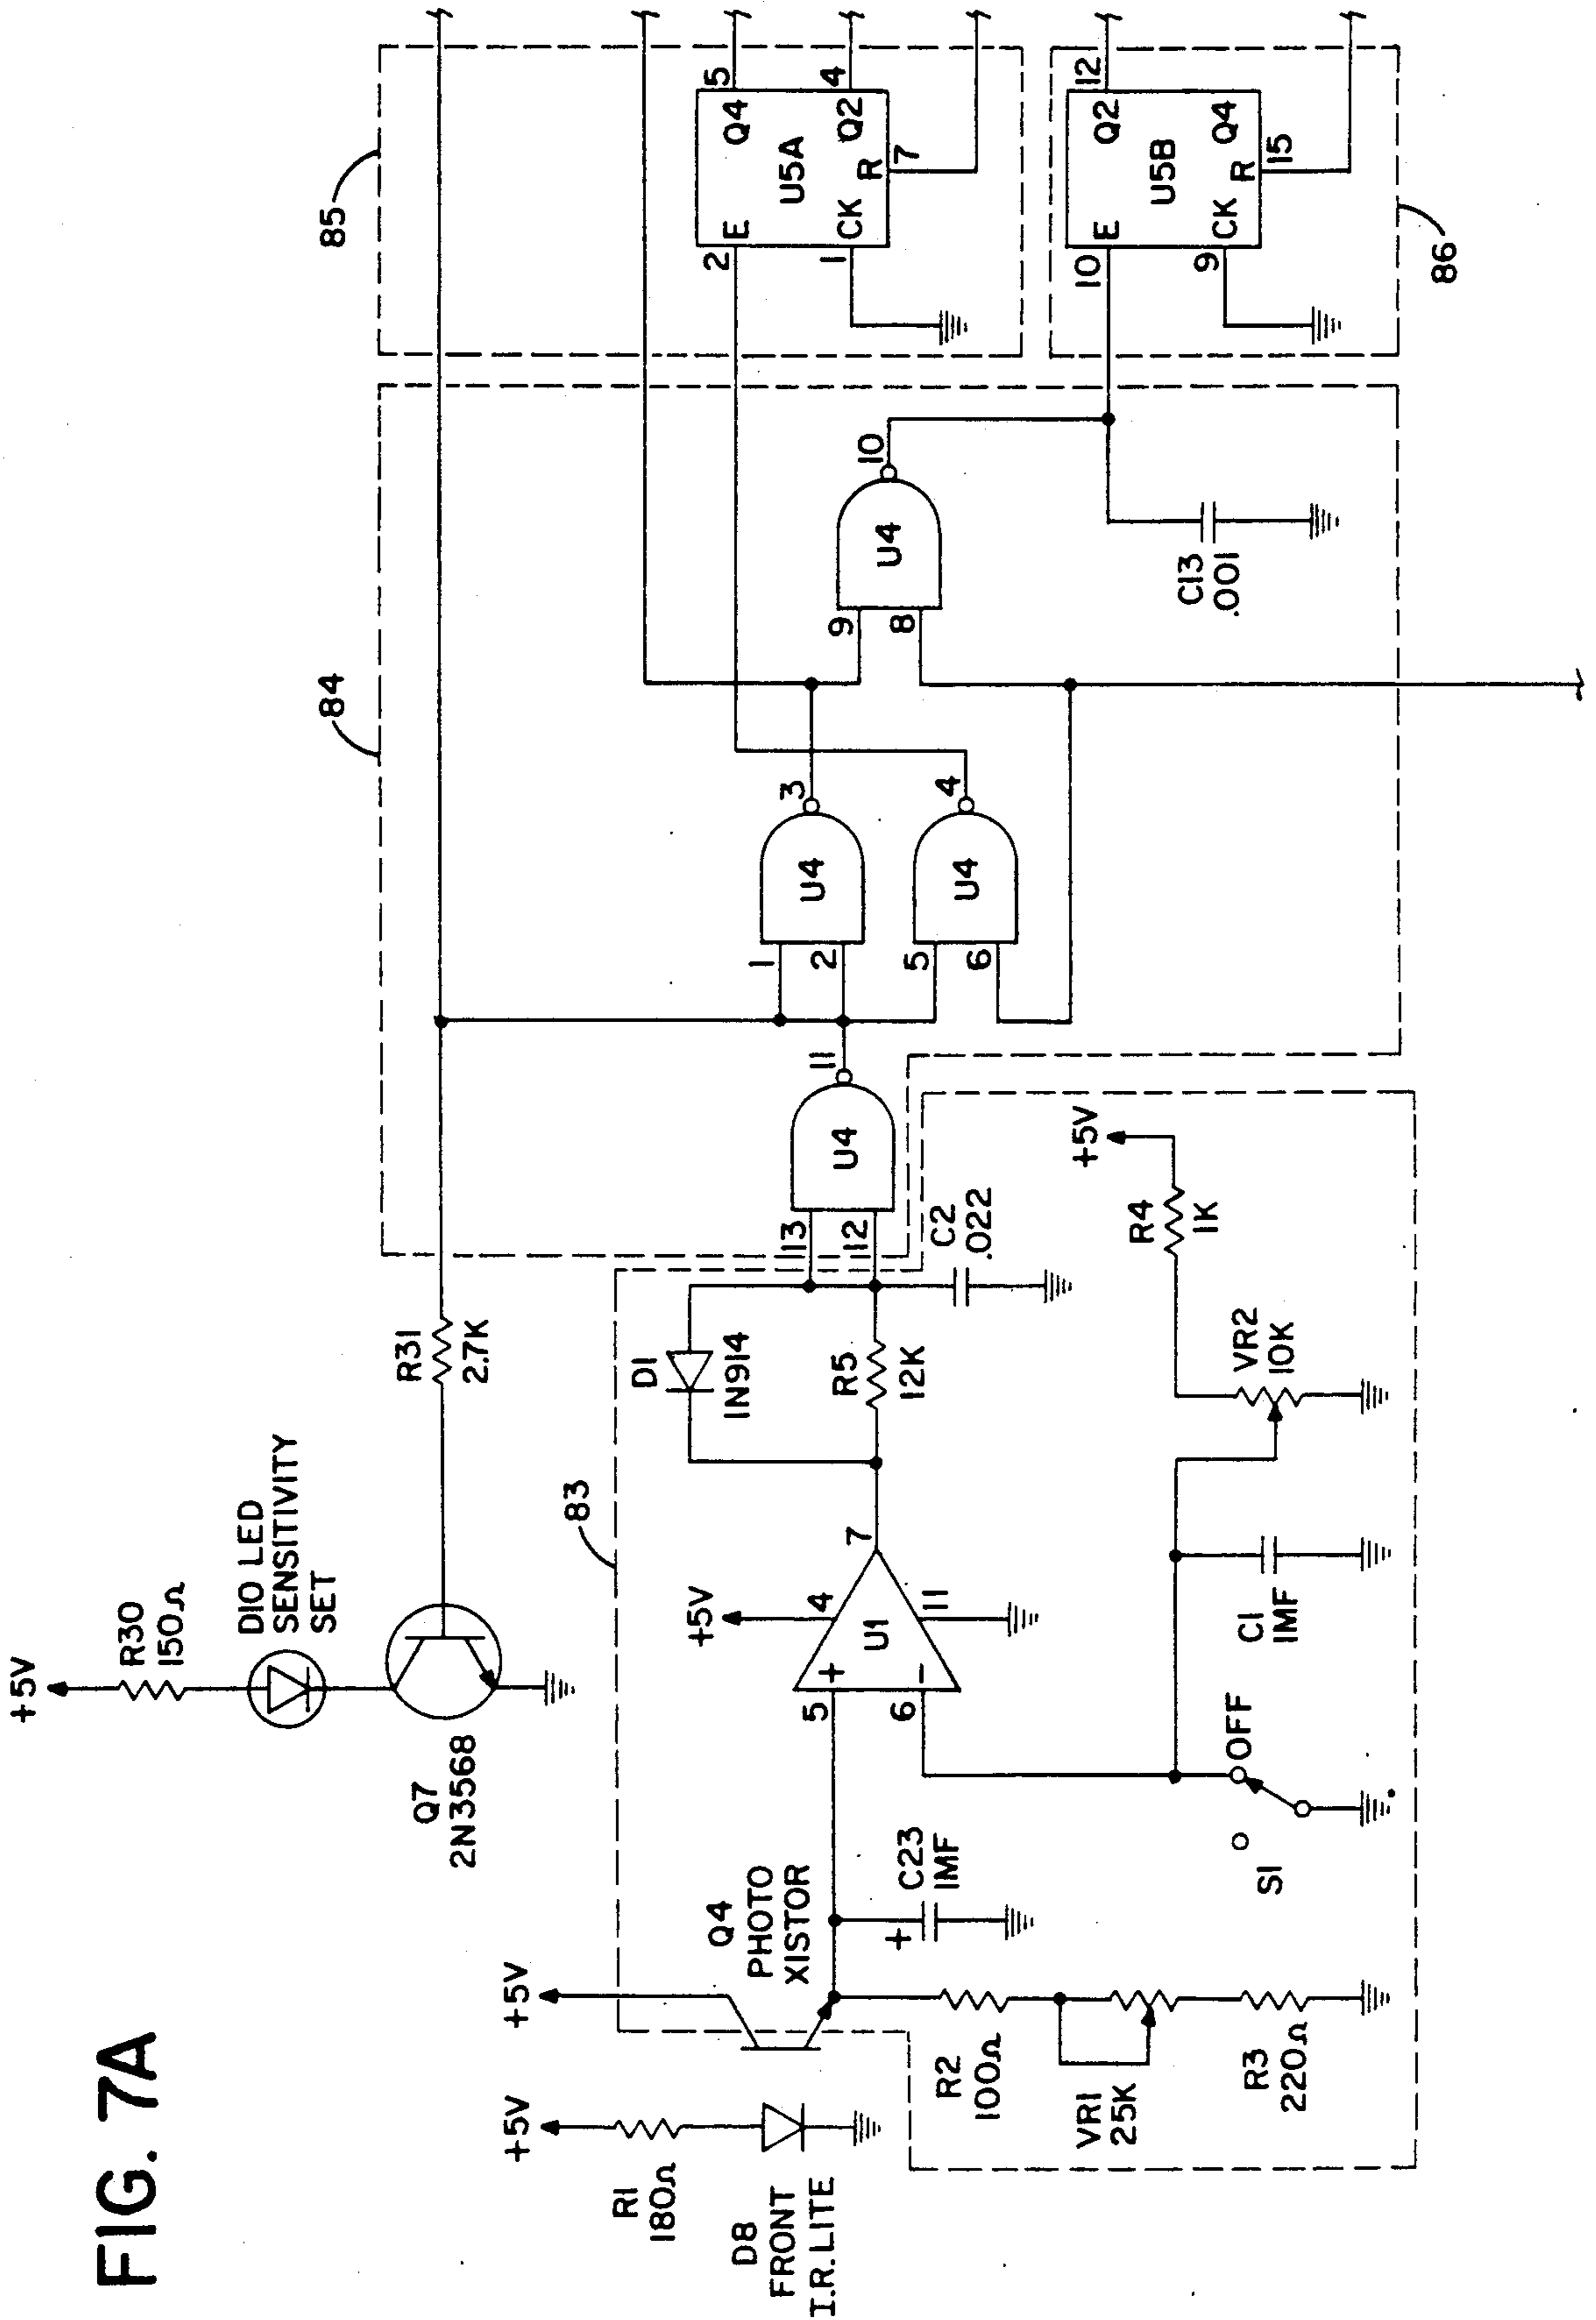 FIG. 7A
+5V
R1
180Ω
D8
FRONT
I.R. LITE
+5V
Q4
PHOTO
XISTOR
R2
100Ω
VR1
25K
R3
220Ω
C23
1MF
+
S1
OFF
5
+
6
-
U1
+5V
4
11
7
C1
1MF
VR2
10K
R4
1K
+5V
83
D1
1N914
R5
12K
C2
.022
+5V
R30
150Ω
D10 LED
SENSITIVITY
SET
Q7
2N3568
R31
2.7K
84
13
12
U4
11
1
2
U4
3
5
6
U4
4
9
8
U4
10
C13
.001
85
2
E
Q4
5
U5A
1
CK
R
Q2
4
7
86
10
E
Q2
12
U5B
9
CK
R
Q4
15